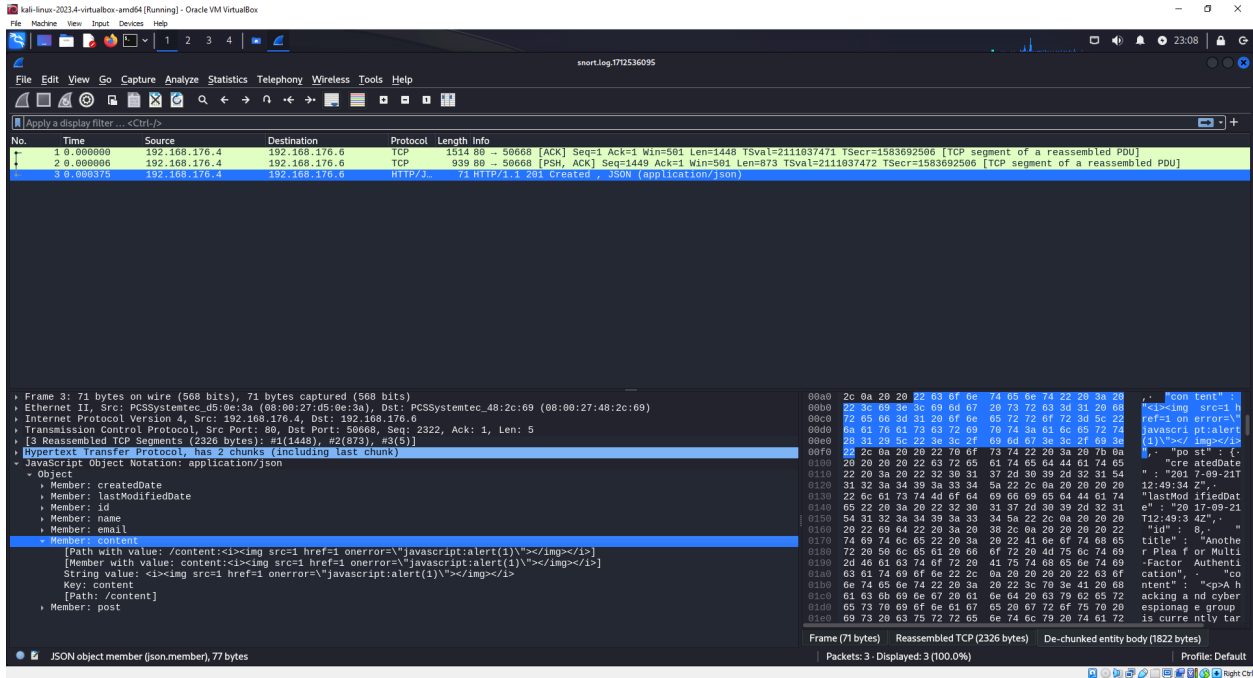 kali-linux-2023.4-virtualbox-amd64 [Running] - Oracle VM VirtualBox
File Machine View Input Devices Help
1 2 3 4
23:08
snort.log.1712536095
File Edit View Go Capture Analyze Statistics Telephony Wireless Tools Help
Apply a display filter ... <Ctrl-/>
No. Time Source Destination Protocol Length Info
1 0.000000 192.168.176.4 192.168.176.6 TCP 1514 80 → 50668 [ACK] Seq=1 Ack=1 Win=501 Len=1448 TSval=2111037471 TSecr=1583692506 [TCP segment of a reassembled PDU]
2 0.000006 192.168.176.4 192.168.176.6 TCP 939 80 → 50668 [PSH, ACK] Seq=1449 Ack=1 Win=501 Len=873 TSval=2111037472 TSecr=1583692506 [TCP segment of a reassembled PDU]
3 0.000375 192.168.176.4 192.168.176.6 HTTP/J… 71 HTTP/1.1 201 Created , JSON (application/json)
Frame 3: 71 bytes on wire (568 bits), 71 bytes captured (568 bits)
Ethernet II, Src: PCSSystemtec_d5:0e:3a (08:00:27:d5:0e:3a), Dst: PCSSystemtec_48:2c:69 (08:00:27:48:2c:69)
Internet Protocol Version 4, Src: 192.168.176.4, Dst: 192.168.176.6
Transmission Control Protocol, Src Port: 80, Dst Port: 50668, Seq: 2322, Ack: 1, Len: 5
[3 Reassembled TCP Segments (2326 bytes): #1(1448), #2(873), #3(5)]
Hypertext Transfer Protocol, has 2 chunks (including last chunk)
JavaScript Object Notation: application/json
Object
Member: createdDate
Member: lastModifiedDate
Member: id
Member: name
Member: email
Member: content
[Path with value: /content:<i><img src=1 href=1 onerror=\"javascript:alert(1)\"></img></i>]
[Member with value: content:<i><img src=1 href=1 onerror=\"javascript:alert(1)\"></img></i>]
String value: <i><img src=1 href=1 onerror=\"javascript:alert(1)\"></img></i>
Key: content
[Path: /content]
Member: post
00a0 2c 0a 20 20 22 63 6f 6e 74 65 6e 74 22 20 3a 20 ,· "con tent" :
00b0 22 3c 69 3e 3c 69 6d 67 20 73 72 63 3d 31 20 68 "<i><img src=1 h
00c0 72 65 66 3d 31 20 6f 6e 65 72 72 6f 72 3d 5c 22 ref=1 on error=\"
00d0 6a 61 76 61 73 63 72 69 70 74 3a 61 6c 65 72 74 javascri pt:alert
00e0 28 31 29 5c 22 3e 3c 2f 69 6d 67 3e 3c 2f 69 3e (1)\"></ img></i>
00f0 22 2c 0a 20 20 22 70 6f 73 74 22 20 3a 20 7b 0a ",· "po st" : {·
0100 20 20 20 20 22 63 72 65 61 74 65 64 44 61 74 65 "cre atedDate
0110 22 20 3a 20 22 32 30 31 37 2d 30 39 2d 32 31 54 " : "201 7-09-21T
0120 31 32 3a 34 39 3a 33 34 5a 22 2c 0a 20 20 20 20 12:49:34 Z",·
0130 22 6c 61 73 74 4d 6f 64 69 66 69 65 64 44 61 74 "lastMod ifiedDat
0140 65 22 20 3a 20 22 32 30 31 37 2d 30 39 2d 32 31 e" : "20 17-09-21
0150 54 31 32 3a 34 39 3a 33 34 5a 22 2c 0a 20 20 20 T12:49:3 4Z",·
0160 20 22 69 64 22 20 3a 20 38 2c 0a 20 20 20 20 22 "id" : 8,· "
0170 74 69 74 6c 65 22 20 3a 20 22 41 6e 6f 74 68 65 title" : "Anothe
0180 72 20 50 6c 65 61 20 66 6f 72 20 4d 75 6c 74 69 r Plea f or Multi
0190 2d 46 61 63 74 6f 72 20 41 75 74 68 65 6e 74 69 -Factor Authenti
01a0 63 61 74 69 6f 6e 22 2c 0a 20 20 20 20 22 63 6f cation", · "co
01b0 6e 74 65 6e 74 22 20 3a 20 22 3c 70 3e 41 20 68 ntent" : "<p>A h
01c0 61 63 6b 69 6e 67 20 61 6e 64 20 63 79 62 65 72 acking a nd cyber
01d0 65 73 70 69 6f 6e 61 67 65 20 67 72 6f 75 70 20 espionag e group
01e0 69 73 20 63 75 72 72 65 6e 74 6c 79 20 74 61 72 is curre ntly tar
Frame (71 bytes) Reassembled TCP (2326 bytes) De-chunked entity body (1822 bytes)
JSON object member (json.member), 77 bytes
Packets: 3 · Displayed: 3 (100.0%)
Profile: Default
Right Ctrl